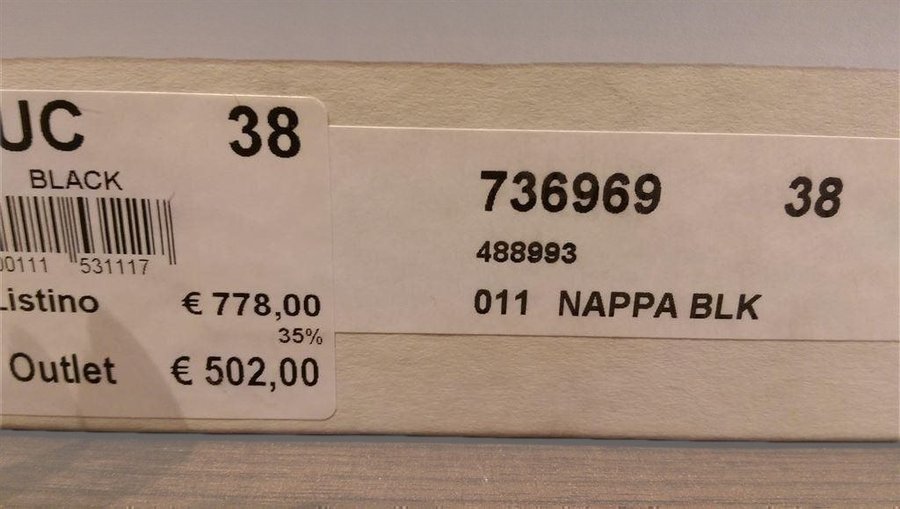 UC 38
BLACK
00111 531117
Listino € 778,00
35%
Outlet € 502,00
736969 38
488993
011 NAPPA BLK